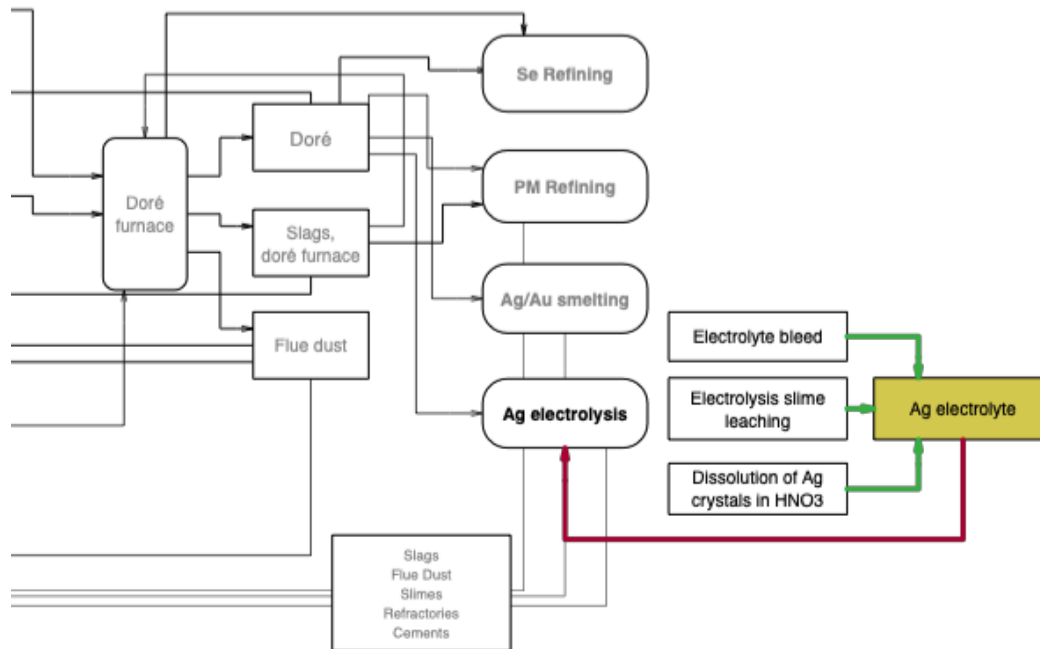 Se Refining
Doré
PM Refining
Doré
furnace
Slags,
doré furnace
Ag/Au smelting
Flue dust
Electrolyte bleed
Ag electrolysis
Electrolysis slime
leaching
Ag electrolyte
Dissolution of Ag
crystals in HNO3
Slags
Flue Dust
Slimes
Refractories
Cements